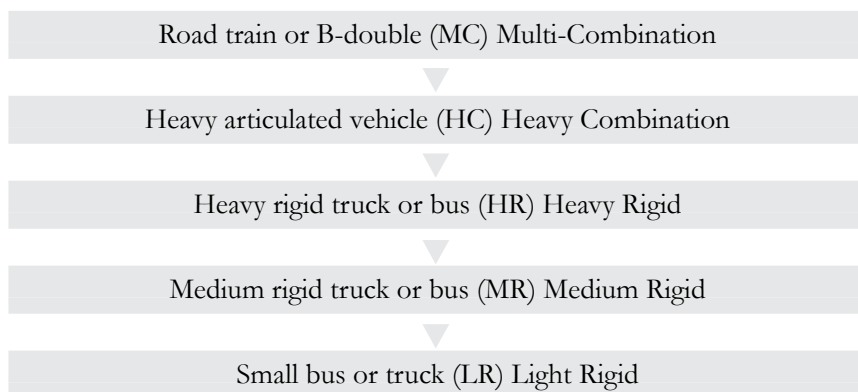 Road train or B-double (MC) Multi-Combination
Heavy articulated vehicle (HC) Heavy Combination
Heavy rigid truck or bus (HR) Heavy Rigid
Medium rigid truck or bus (MR) Medium Rigid
Small bus or truck (LR) Light Rigid